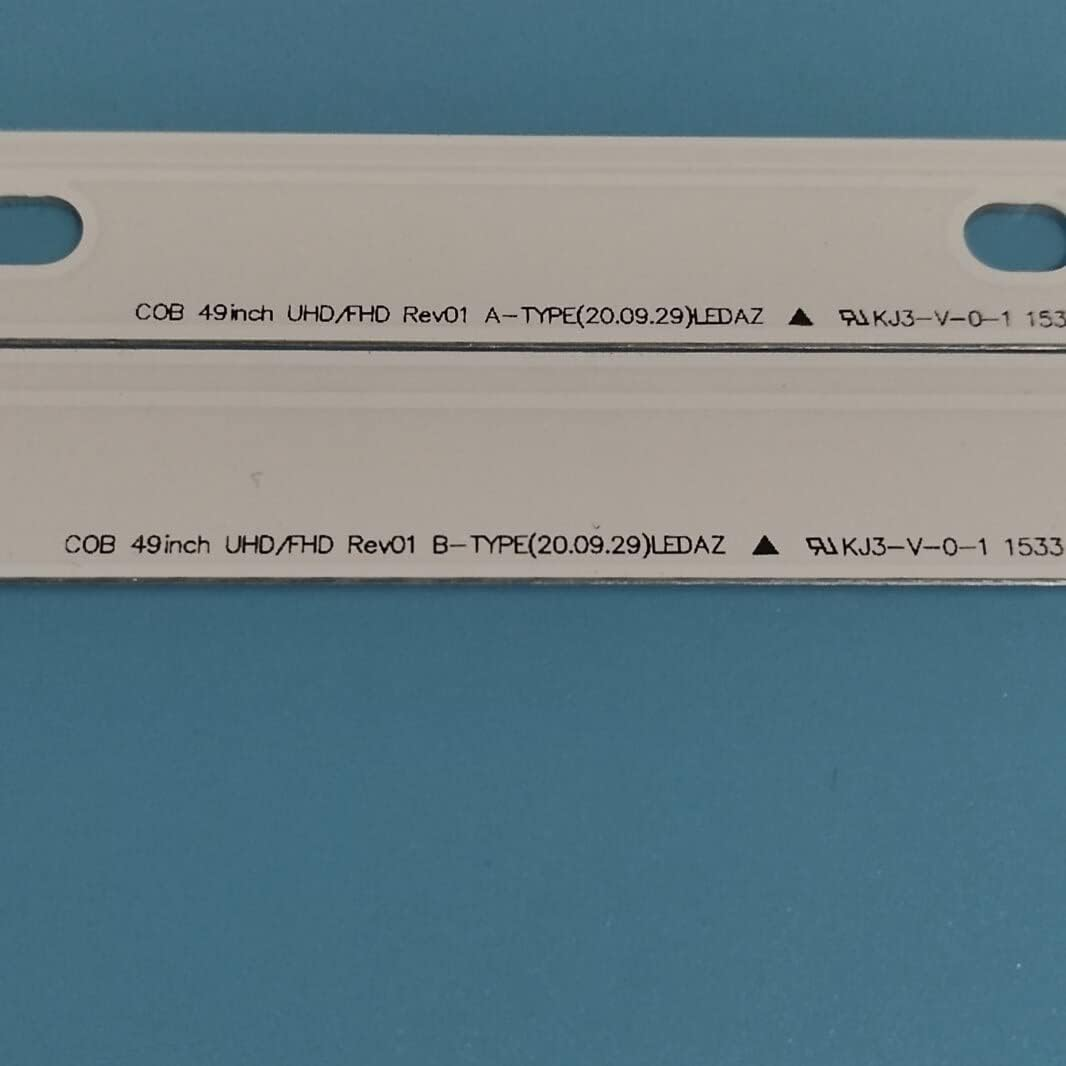 COB 49inch UHD/FHD Rev01 A-TYPE(20.09.29)LEDAZ ▲ KJ3-V-0-1 153
COB 49inch UHD/FHD Rev01 B-TYPE(20.09.29)LEDAZ ▲ KJ3-V-0-1 1533